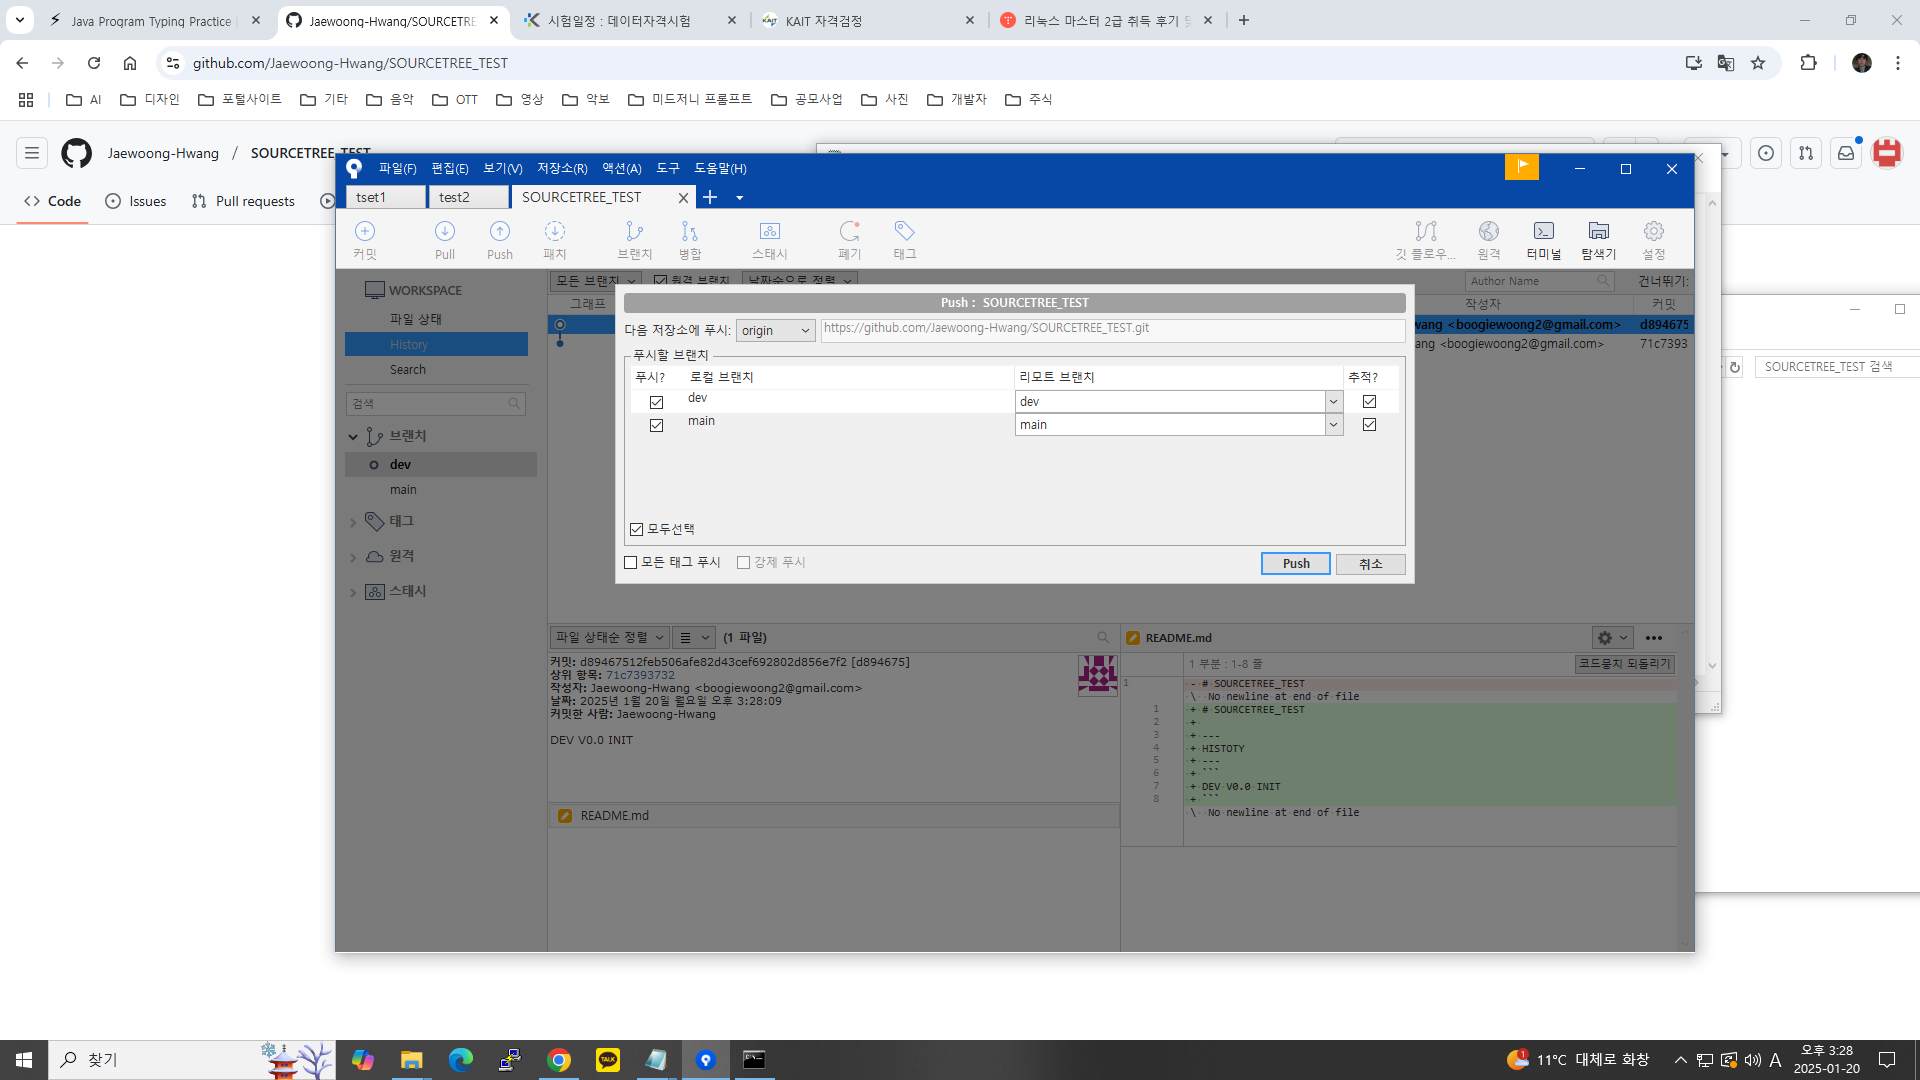 Java Program Typing Practice
Jaewoong-Hwang/SOURCETRE
시험일정 : 데이터자격시험
KAIT 자격검정
리눅스 마스터 2급 취득 후기
github.com/Jaewoong-Hwang/SOURCETREE_TEST
AI
디자인
포털사이트
기타
음악
OTT
영상
악보
미드저니 프롬프트
공모사업
사진
개발자
주식
Jaewoong-Hwang / SOURCETREE_TEST
Code
Issues
Pull requests
파일(F) 편집(E) 보기(V) 저장소(R) 액션(A) 도구 도움말(H)
tset1
test2
SOURCETREE_TEST
커밋
Pull
Push
패치
브랜치
병합
스태시
폐기
태그
깃 플로우...
원격
터미널
탐색기
설정
WORKSPACE
파일 상태
History
Search
검색
브랜치
dev
main
태그
원격
스태시
모든 브랜치
원격 브랜치
날짜순으로 정렬
Author Name
건너뛰기:
그래프
작성자
커밋
wang <boogiewoong2@gmail.com> d894675
ang <boogiewoong2@gmail.com> 71c7393
Push : SOURCETREE_TEST
다음 저장소에 푸시: origin https://github.com/Jaewoong-Hwang/SOURCETREE_TEST.git
푸시할 브랜치
푸시? 로컬 브랜치 리모트 브랜치 추적?
dev dev
main main
모두선택
모든 태그 푸시
강제 푸시
Push
취소
SOURCETREE_TEST 검색
파일 상태순 정렬
(1 파일)
커밋: d89467512feb506afe82d43cef692802d856e7f2 [d894675]
상위 항목: 71c7393732
작성자: Jaewoong-Hwang <boogiewoong2@gmail.com>
날짜: 2025년 1월 20일 월요일 오후 3:28:09
커밋한 사람: Jaewoong-Hwang
DEV V0.0 INIT
README.md
README.md
1 부분 : 1-8 줄
코드뭉치 되돌리기
1 - # SOURCETREE_TEST
\ No newline at end of file
1 + # SOURCETREE_TEST
2 +
3 + ---
4 + HISTOTY
5 + ---
6 + ```
7 + DEV V0.0 INIT
8 + ```
\ No newline at end of file
찾기
TALK
1
11°C 대체로 화창
A
오후 3:28
2025-01-20